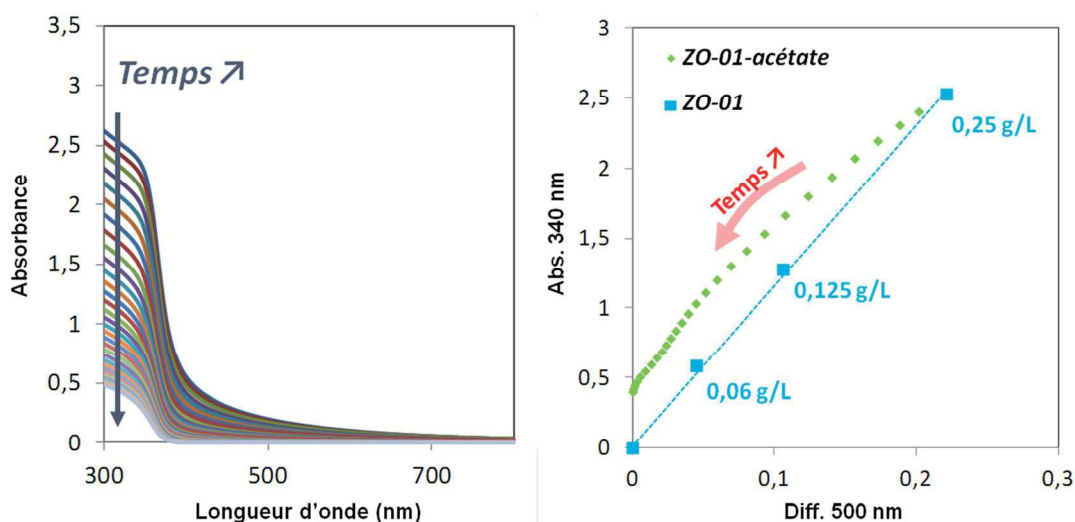 3,5
3
2,5
2
1,5
1
0,5
0
Temps ↗
300
500
700
Absorbance
Longueur d'onde (nm)
3
2,5
2
1,5
1
0,5
0
ZO-01-acétate
ZO-01
0,25 g/L
Temps ↗
0,125 g/L
0,06 g/L
0
0,1
0,2
0,3
Abs. 340 nm
Diff. 500 nm